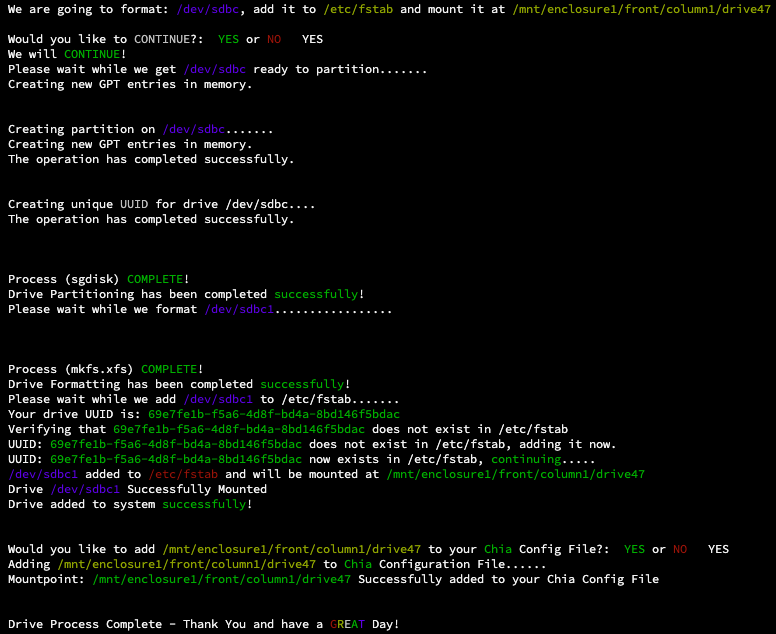 We are going to format: /dev/sdbc, add it to /etc/fstab and mount it at /mnt/enclosure1/front/column1/drive47
Would you like to CONTINUE?:  YES or NO   YES
We will CONTINUE!
Please wait while we get /dev/sdbc ready to partition.......
Creating new GPT entries in memory.
Creating partition on /dev/sdbc.......
Creating new GPT entries in memory.
The operation has completed successfully.
Creating unique UUID for drive /dev/sdbc....
The operation has completed successfully.
Process (sgdisk) COMPLETE!
Drive Partitioning has been completed successfully!
Please wait while we format /dev/sdbc1.................
Process (mkfs.xfs) COMPLETE!
Drive Formatting has been completed successfully!
Please wait while we add /dev/sdbc1 to /etc/fstab.......
Your drive UUID is: 69e7fe1b-f5a6-4d8f-bd4a-8bd146f5bdac
Verifying that 69e7fe1b-f5a6-4d8f-bd4a-8bd146f5bdac does not exist in /etc/fstab
UUID: 69e7fe1b-f5a6-4d8f-bd4a-8bd146f5bdac does not exist in /etc/fstab, adding it now.
UUID: 69e7fe1b-f5a6-4d8f-bd4a-8bd146f5bdac now exists in /etc/fstab, continuing.....
/dev/sdbc1 added to /etc/fstab and will be mounted at /mnt/enclosure1/front/column1/drive47
Drive /dev/sdbc1 Successfully Mounted
Drive added to system successfully!
Would you like to add /mnt/enclosure1/front/column1/drive47 to your Chia Config File?:  YES or NO   YES
Adding /mnt/enclosure1/front/column1/drive47 to Chia Configuration File......
Mountpoint: /mnt/enclosure1/front/column1/drive47 Successfully added to your Chia Config File
Drive Process Complete - Thank You and have a GREAT Day!